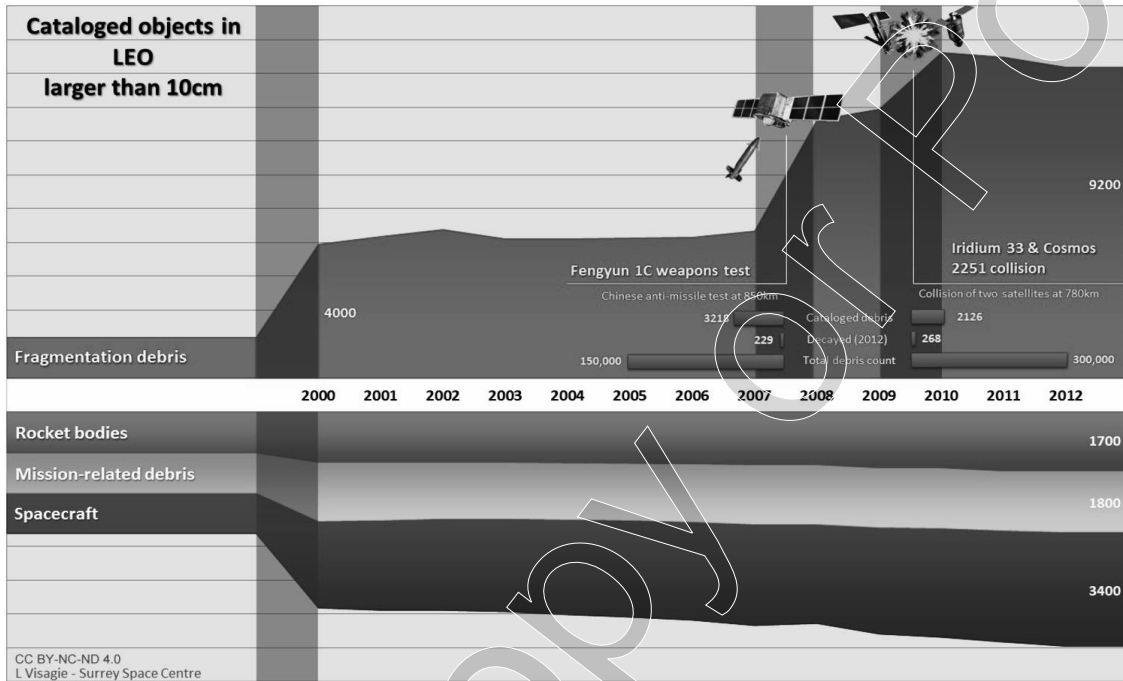 Cataloged objects in
LEO
larger than 10cm
9200
Iridium 33 & Cosmos
2251 collision
Fengyun 1C weapons test
Chinese anti-missile test at 850km
Collision of two satellites at 780km
4000
3218 Cataloged debris 2126
229 Decayed (2012) 268
150,000 Total debris count 300,000
Fragmentation debris
2000 2001 2002 2003 2004 2005 2006 2007 2008 2009 2010 2011 2012
Rocket bodies
1700
Mission-related debris
1800
Spacecraft
3400
CC BY-NC-ND 4.0
L Visagie - Surrey Space Centre